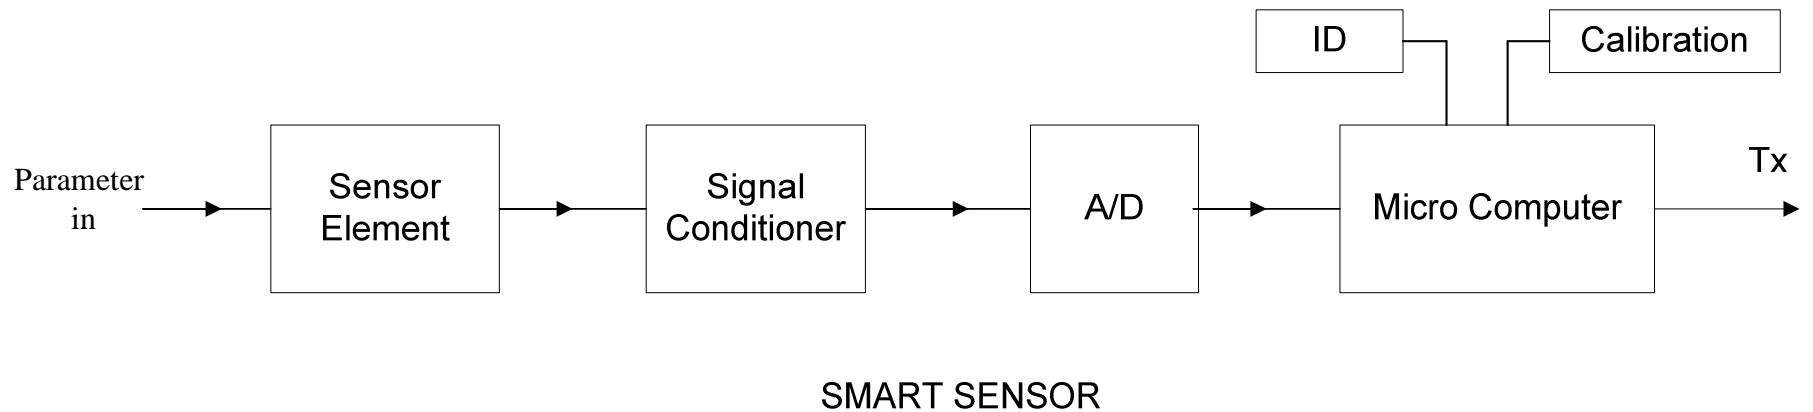 ID
Calibration
Tx
Parameter
in
Sensor
Element
Signal
Conditioner
A/D
Micro Computer
SMART SENSOR